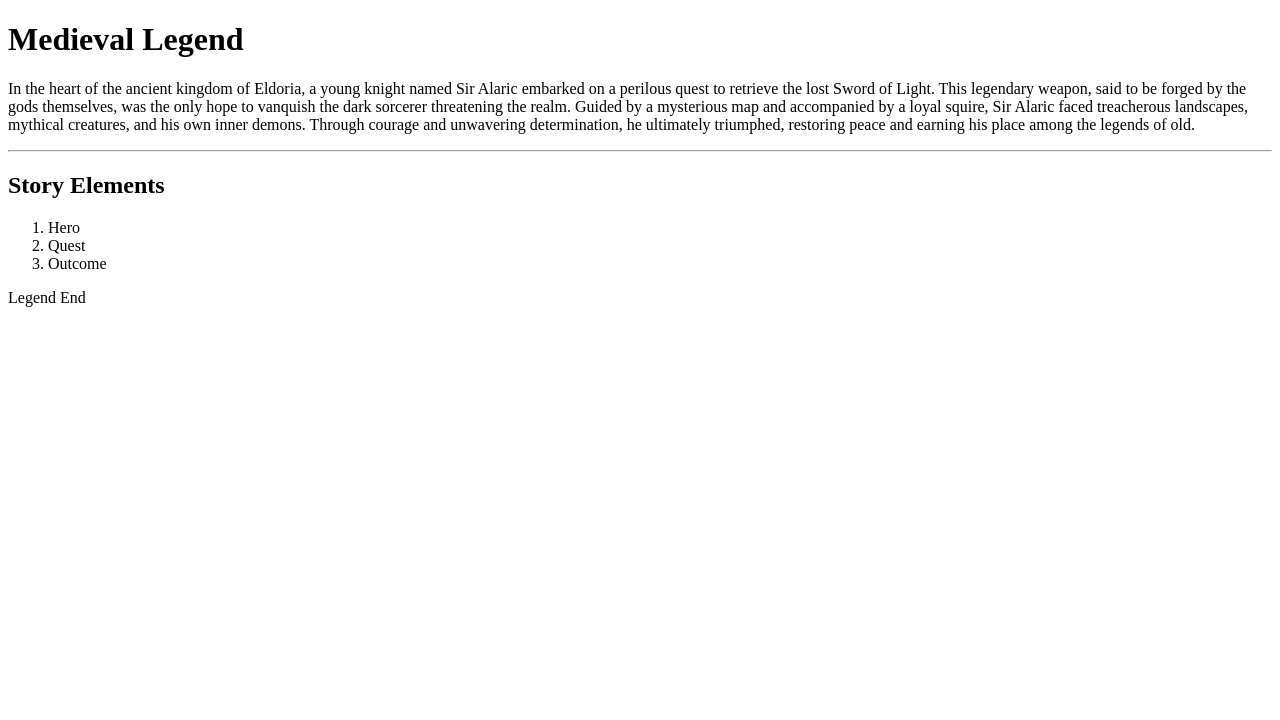 Medieval Legend
In the heart of the ancient kingdom of Eldoria, a young knight named Sir Alaric embarked on a perilous quest to retrieve the lost Sword of Light. This legendary weapon, said to be forged by the
gods themselves, was the only hope to vanquish the dark sorcerer threatening the realm. Guided by a mysterious map and accompanied by a loyal squire, Sir Alaric faced treacherous landscapes,
mythical creatures, and his own inner demons. Through courage and unwavering determination, he ultimately triumphed, restoring peace and earning his place among the legends of old.
Story Elements
1. Hero
2. Quest
3. Outcome
Legend End